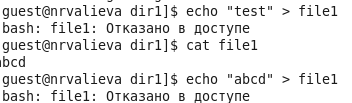 guest@nrvalieva dir1]$ echo "test" > file1
bash: file1: Отказано в доступе
guest@nrvalieva dir1]$ cat file1
abcd
guest@nrvalieva dir1]$ echo "abcd" > file1
bash: file1: Отказано в доступе